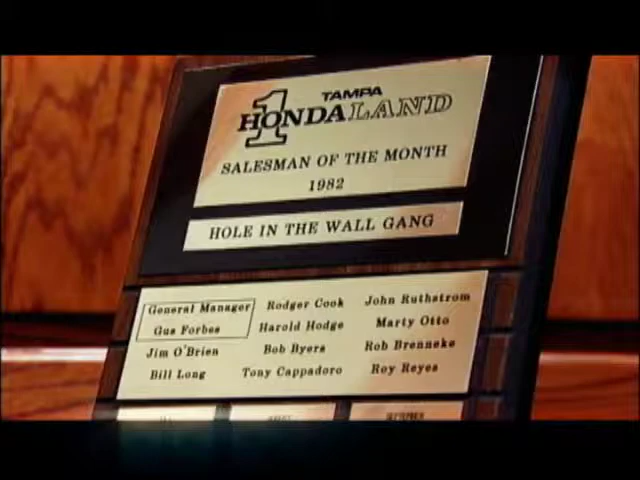 TAMPA
1 HONDALAND
SALESMAN OF THE MONTH
1982
HOLE IN THE WALL GANG
General Manager
Gus Forbes
Jim O'Brien
Bill Long
Rodger Cook
Harold Hodge
Bob Byers
Tony Cappadoro
John Ruthstrom
Marty Otto
Rob Brenneke
Roy Reyes